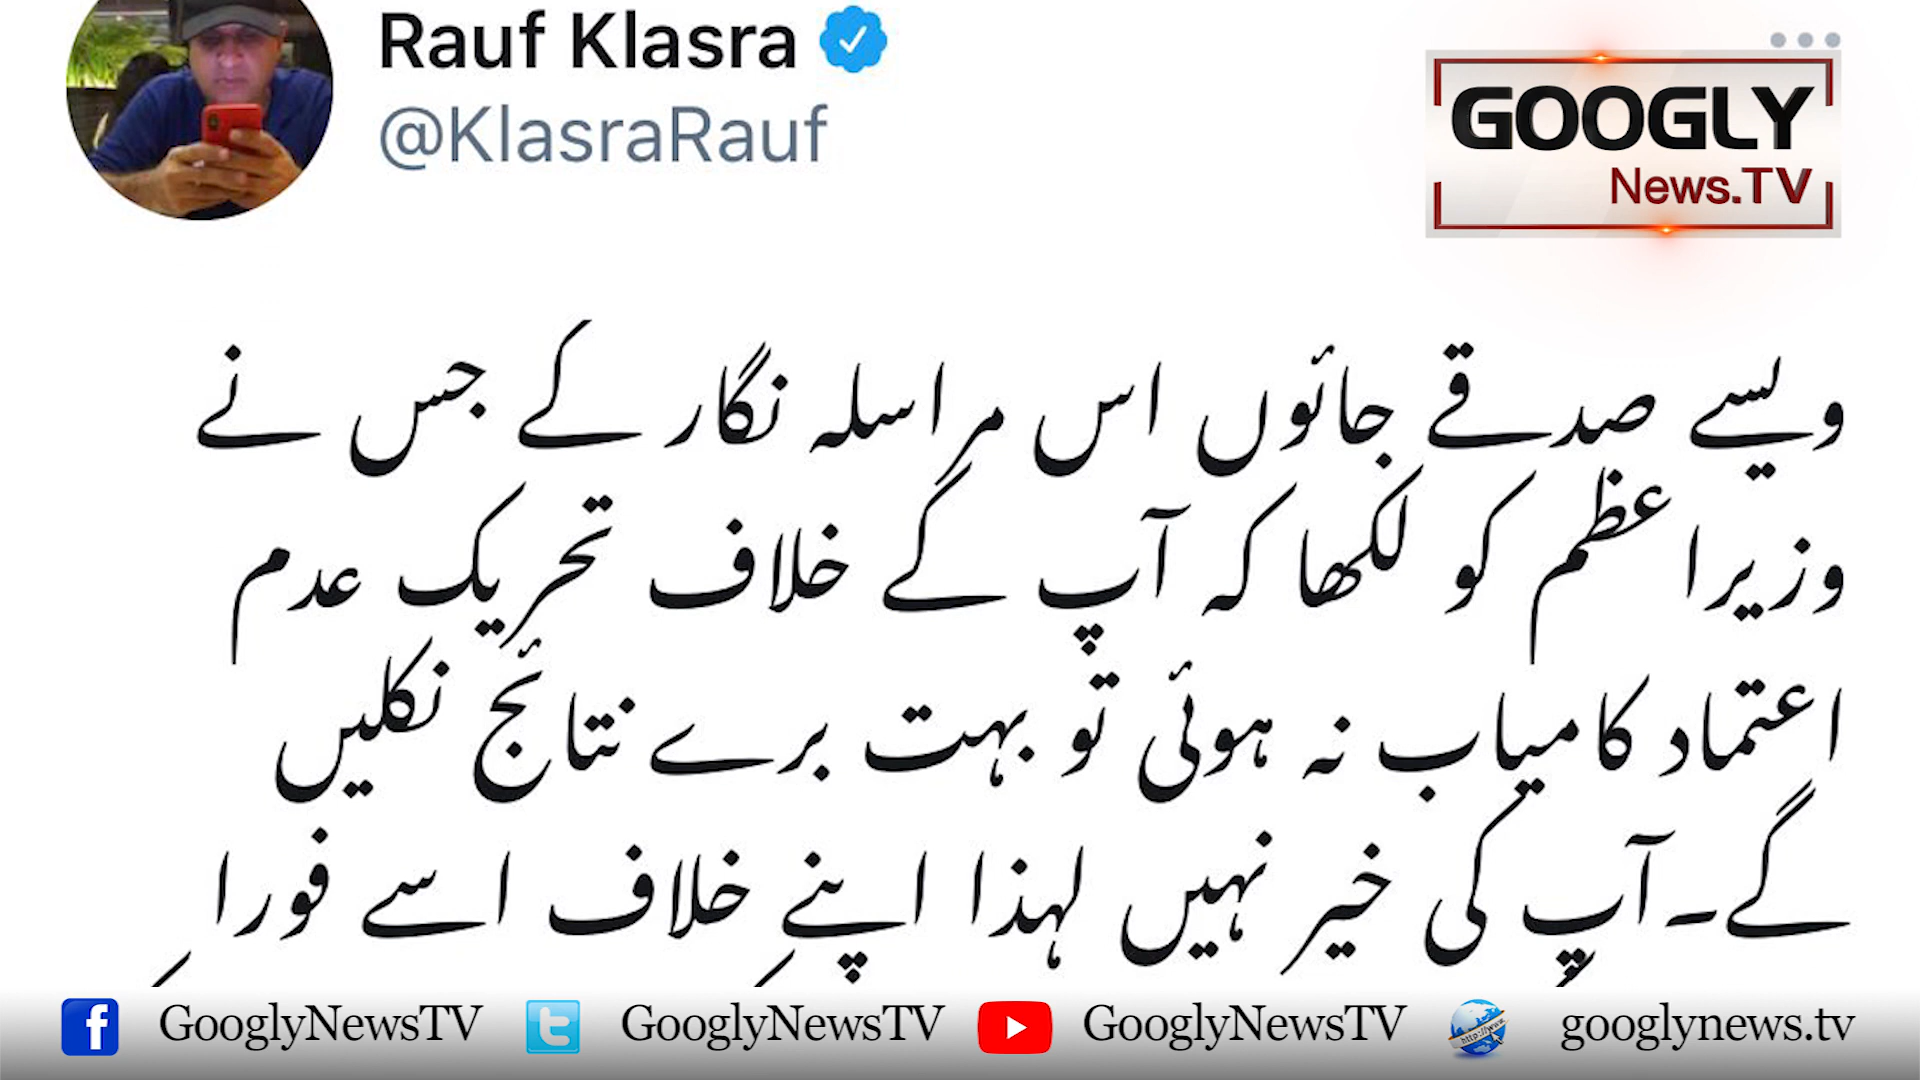 Rauf Klasra
@KlasraRauf
GOOGLY
News.TV
ویسے صدقے جائوں اس مراسلہ نگار کے جس نے
وزیراعظم کو لکھا کہ آپ کے خلاف تحریک عدم
اعتماد کامیاب نہ ہوئی تو بہت برے نتائج نکلیں
گے۔آپ کی خیر نہیں لہذا اپنے خلاف اسے فورا
GooglyNewsTV GooglyNewsTV GooglyNewsTV googlynews.tv